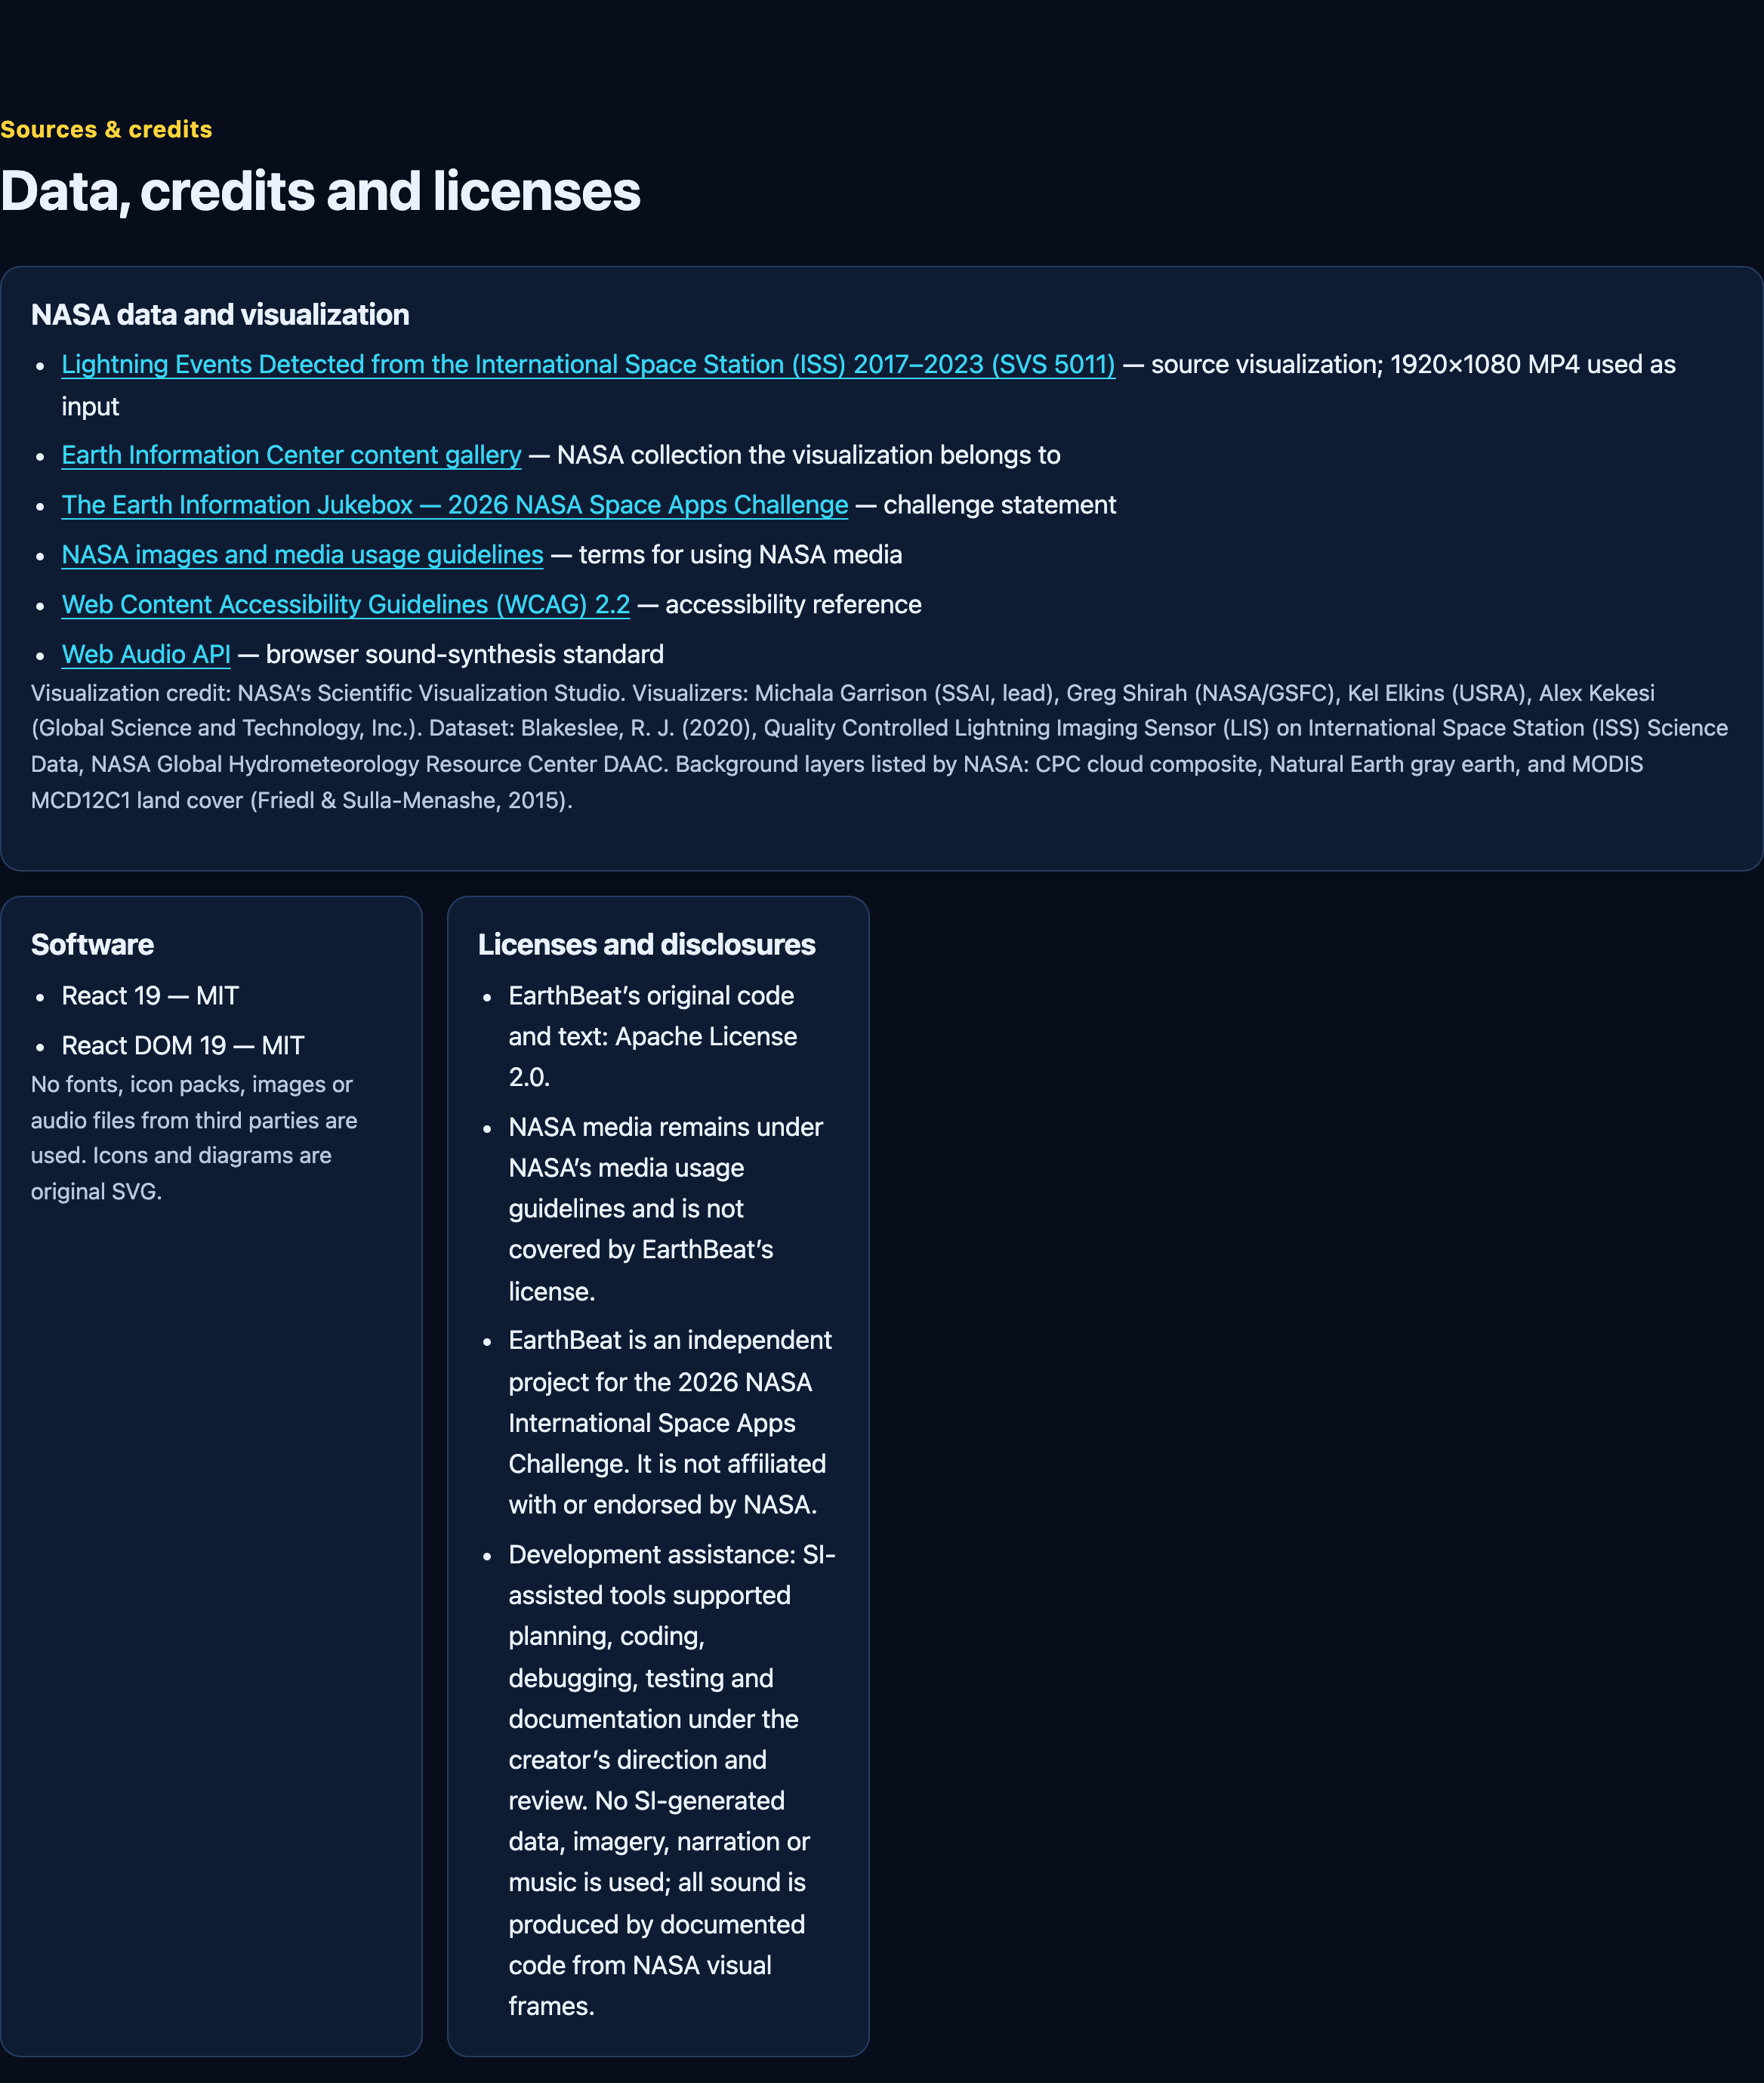 Sources & credits
Data, credits and licenses
NASA data and visualization
Lightning Events Detected from the International Space Station (ISS) 2017–2023 (SVS 5011) — source visualization; 1920×1080 MP4 used as
input
Earth Information Center content gallery — NASA collection the visualization belongs to
The Earth Information Jukebox — 2026 NASA Space Apps Challenge — challenge statement
NASA images and media usage guidelines — terms for using NASA media
Web Content Accessibility Guidelines (WCAG) 2.2 — accessibility reference
Web Audio API — browser sound-synthesis standard
Visualization credit: NASA’s Scientific Visualization Studio. Visualizers: Michala Garrison (SSAI, lead), Greg Shirah (NASA/GSFC), Kel Elkins (USRA), Alex Kekesi
(Global Science and Technology, Inc.). Dataset: Blakeslee, R. J. (2020), Quality Controlled Lightning Imaging Sensor (LIS) on International Space Station (ISS) Science
Data, NASA Global Hydrometeorology Resource Center DAAC. Background layers listed by NASA: CPC cloud composite, Natural Earth gray earth, and MODIS
MCD12C1 land cover (Friedl & Sulla-Menashe, 2015).
Software
React 19 — MIT
React DOM 19 — MIT
No fonts, icon packs, images or
audio files from third parties are
used. Icons and diagrams are
original SVG.
Licenses and disclosures
EarthBeat’s original code
and text: Apache License
2.0.
NASA media remains under
NASA’s media usage
guidelines and is not
covered by EarthBeat’s
license.
EarthBeat is an independent
project for the 2026 NASA
International Space Apps
Challenge. It is not affiliated
with or endorsed by NASA.
Development assistance: SI-
assisted tools supported
planning, coding,
debugging, testing and
documentation under the
creator’s direction and
review. No SI-generated
data, imagery, narration or
music is used; all sound is
produced by documented
code from NASA visual
frames.